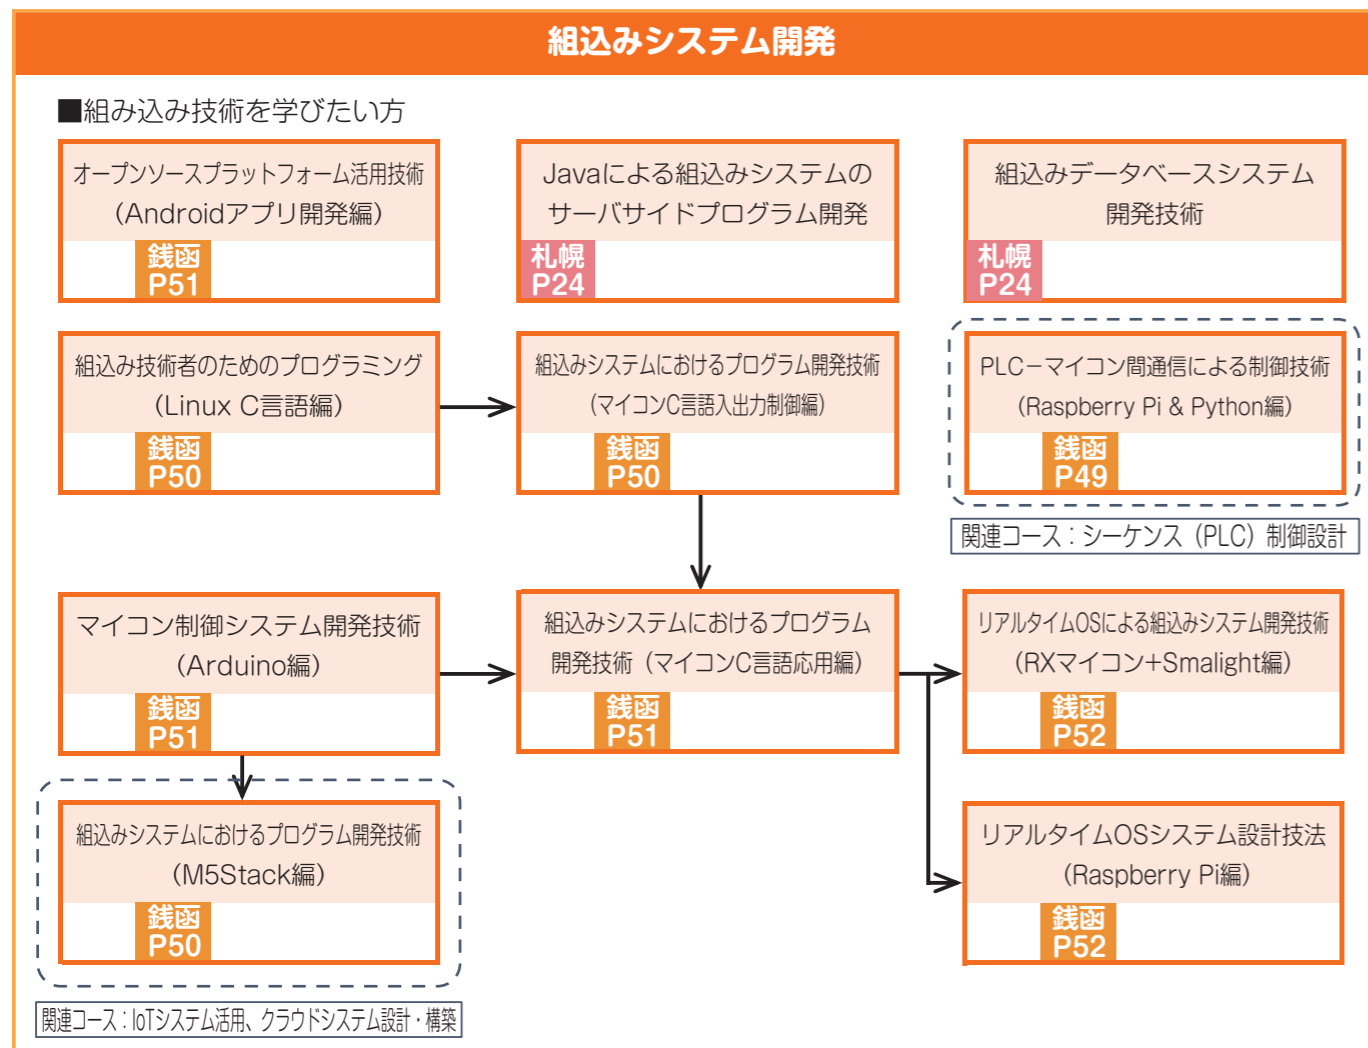 組込みシステム開発
■組み込み技術を学びたい方
オープンソースプラットフォーム活用技術
（Androidアプリ開発編）
銭函
P51
Javaによる組込みシステムの
サーバサイドプログラム開発
札幌
P24
組込みデータベースシステム
開発技術
札幌
P24
組込み技術者のためのプログラミング
（Linux C言語編）
銭函
P50
組込みシステムにおけるプログラム開発技術
（マイコンC言語入出力制御編）
銭函
P50
PLC－マイコン間通信による制御技術
（Raspberry Pi & Python編）
銭函
P49
関連コース：シーケンス（PLC）制御設計
マイコン制御システム開発技術
（Arduino編）
銭函
P51
組込みシステムにおけるプログラム
開発技術（マイコンC言語応用編）
銭函
P51
リアルタイムOSによる組込みシステム開発技術
（RXマイコン+Smalight編）
銭函
P52
組込みシステムにおけるプログラム開発技術
（M5Stack編）
銭函
P50
リアルタイムOSシステム設計技法
（Raspberry Pi編）
銭函
P52
関連コース：IoTシステム活用、クラウドシステム設計・構築